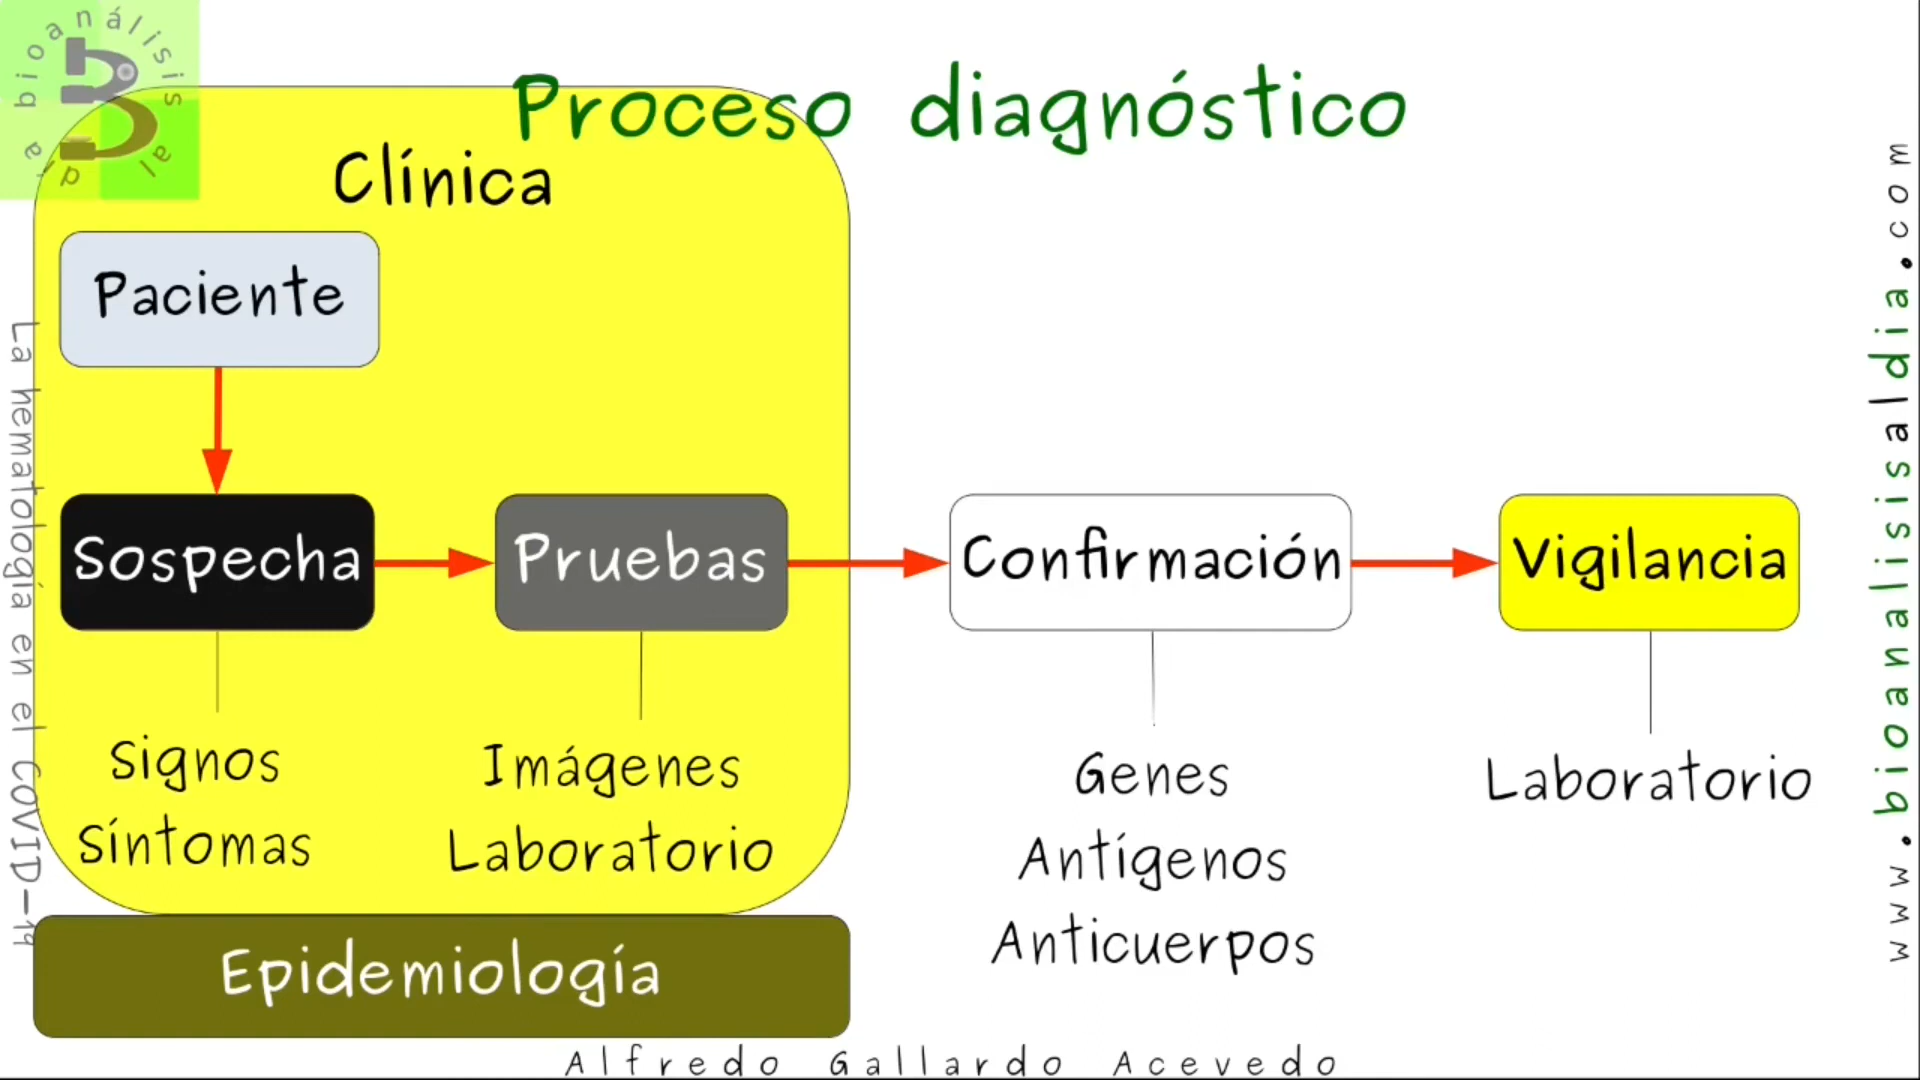 bioanálisis al día
Proceso diagnóstico
Clínica
Paciente
Sospecha
Pruebas
Confirmación
Vigilancia
Signos
Síntomas
Imágenes
Laboratorio
Genes
Antígenos
Anticuerpos
Laboratorio
Epidemiología
La hematología en el COVID-19
www.bioanalisisaldia.com
Alfredo Gallardo Acevedo